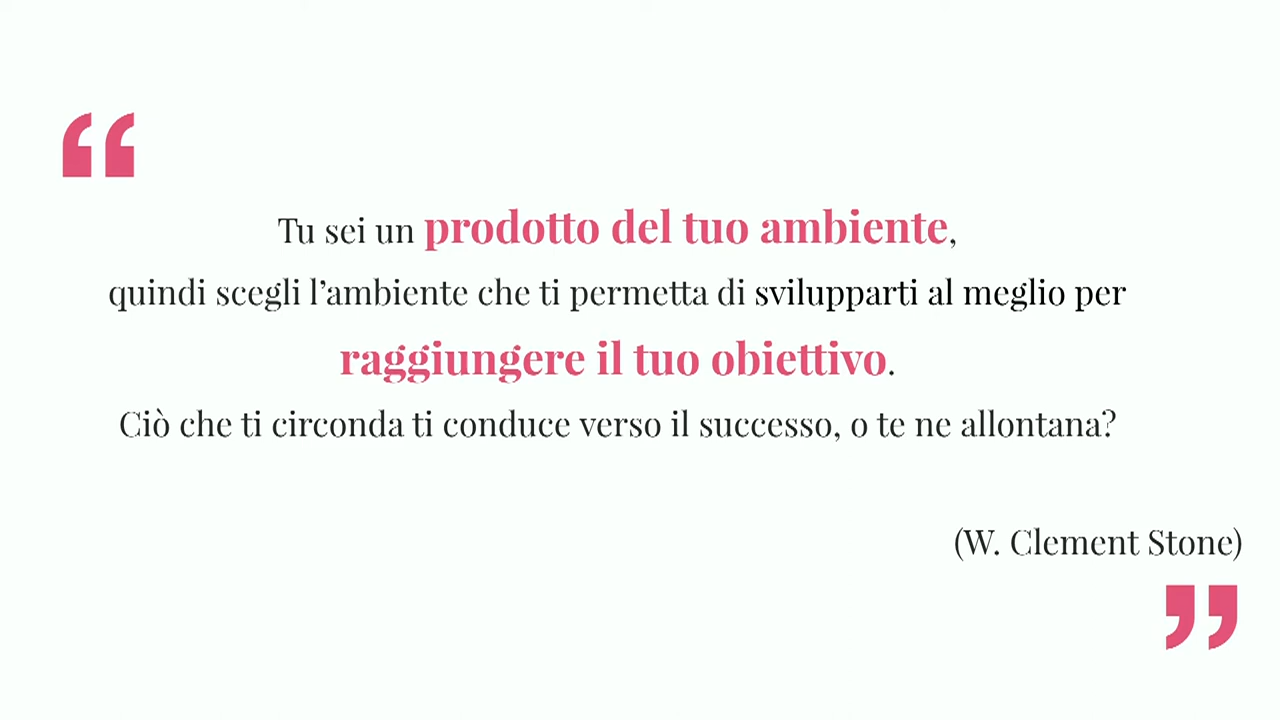 “
Tu sei un prodotto del tuo ambiente,
quindi scegli l’ambiente che ti permetta di svilupparti al meglio per
raggiungere il tuo obiettivo.
Ciò che ti circonda ti conduce verso il successo, o te ne allontana?
(W. Clement Stone)
”